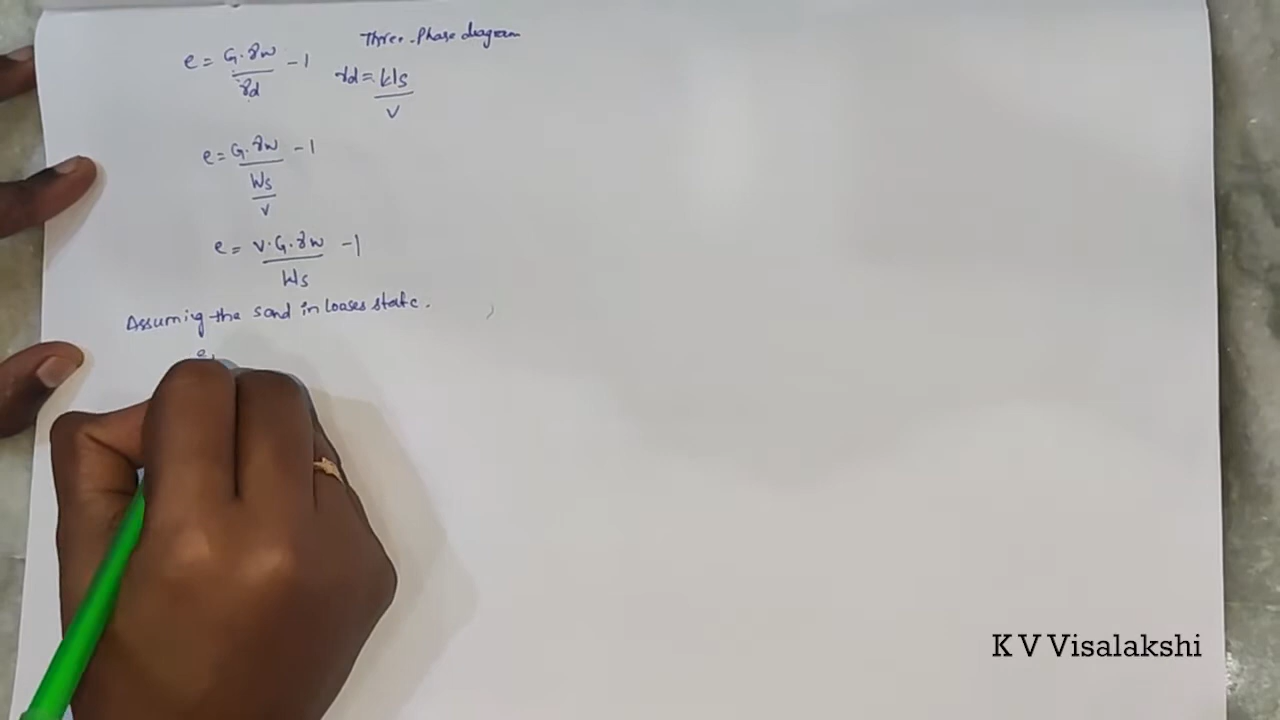 Three-Phase diagram
e = G.γw / γd - 1
γd = Ws / V
e = G.γw / Ws / V - 1
e = V.G.γw / Ws - 1
Assuming the sand in looses state.
e
K V Visalakshi